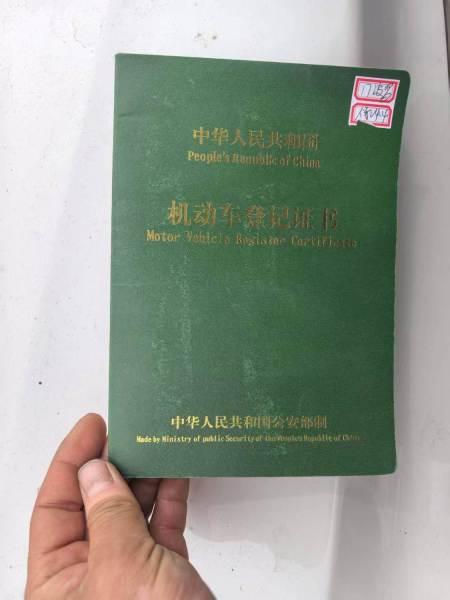 中华人民共和国
People's Republic of China
机动车登记证书
Motor Vehicle Register Certificate
中华人民共和国公安部制
Made by Ministry of public Security of the People's Republic of China